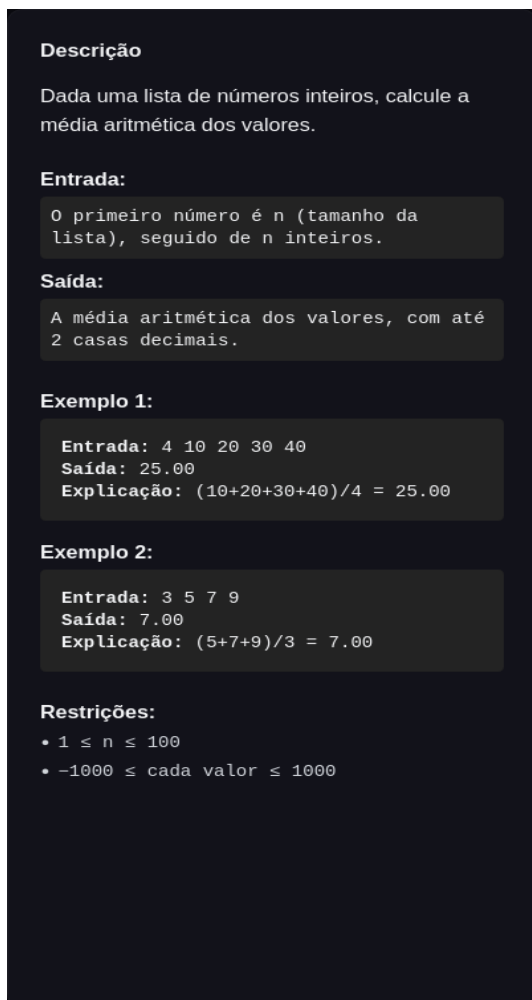 Descrição
Dada uma lista de números inteiros, calcule a
média aritmética dos valores.
Entrada:
O primeiro número é n (tamanho da
lista), seguido de n inteiros.
Saída:
A média aritmética dos valores, com até
2 casas decimais.
Exemplo 1:
Entrada: 4 10 20 30 40
Saída: 25.00
Explicação: (10+20+30+40)/4 = 25.00
Exemplo 2:
Entrada: 3 5 7 9
Saída: 7.00
Explicação: (5+7+9)/3 = 7.00
Restrições:
• 1 ≤ n ≤ 100
• −1000 ≤ cada valor ≤ 1000